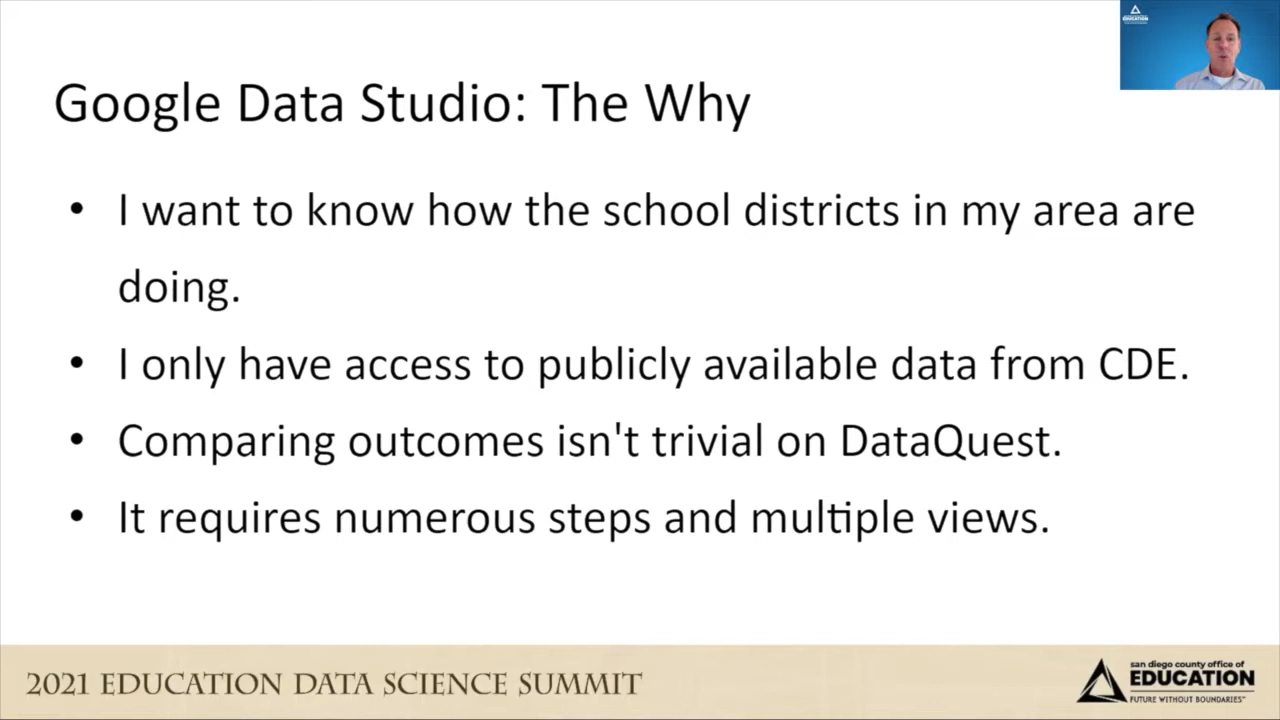 EDUCATION
Google Data Studio: The Why
• I want to know how the school districts in my area are
doing.
• I only have access to publicly available data from CDE.
• Comparing outcomes isn't trivial on DataQuest.
• It requires numerous steps and multiple views.
2021 EDUCATION DATA SCIENCE SUMMIT
san diego county office of
EDUCATION
FUTURE WITHOUT BOUNDARIES™